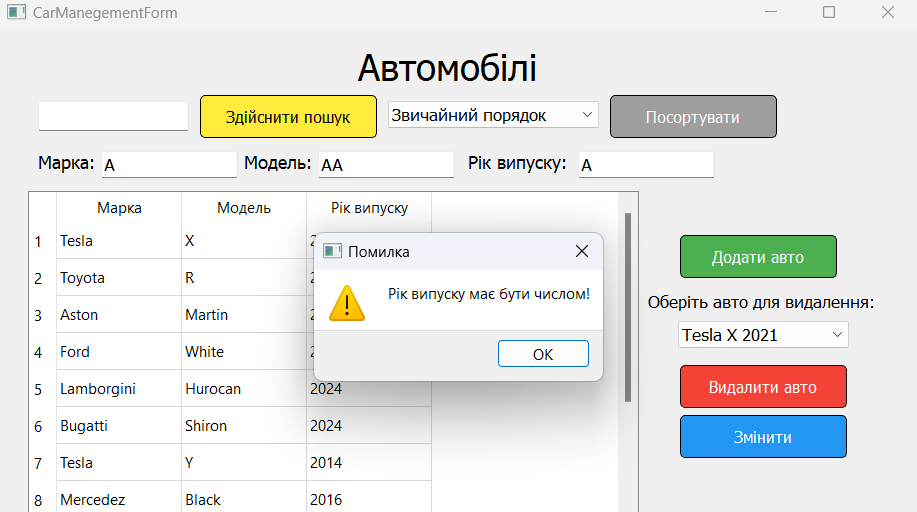 CarManegementForm
Автомобілі
Здійснити пошук Звичайний порядок Посортувати
Марка: A Модель: AA Рік випуску: A
Марка Модель Рік випуску
1 Tesla X
2 Toyota R
3 Aston Martin
4 Ford White
5 Lamborgini Hurocan 2024
6 Bugatti Shiron 2024
7 Tesla Y 2014
8 Mercedez Black 2016
Помилка
Рік випуску має бути числом!
OK
Додати авто
Оберіть авто для видалення:
Tesla X 2021
Видалити авто
Змінити